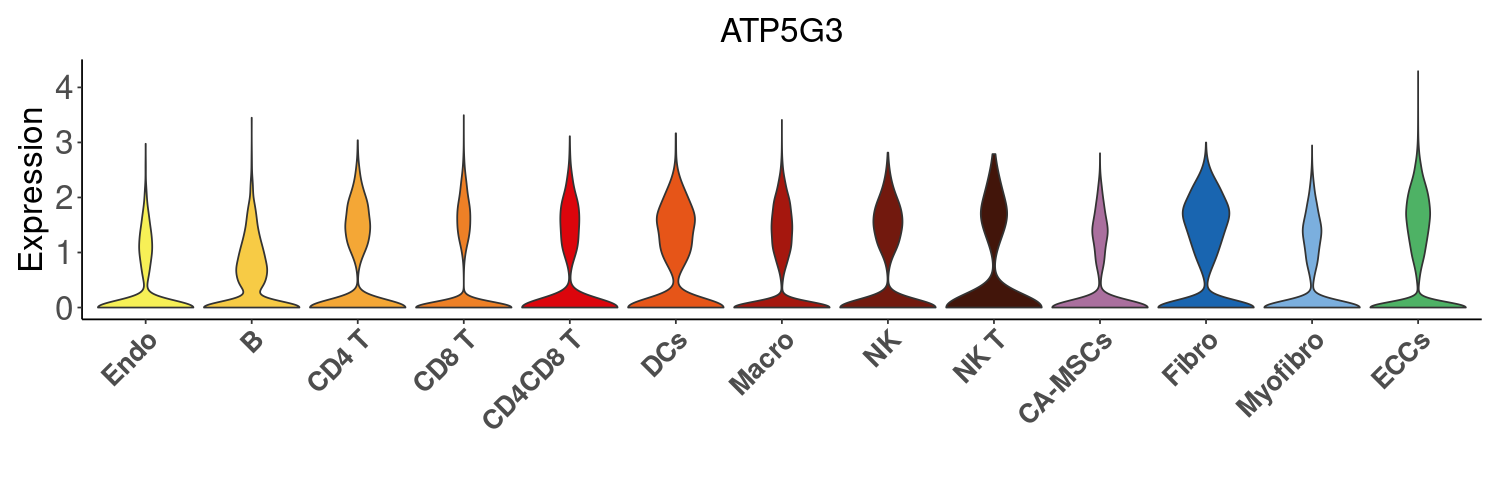 ATP5G3
Expression
4
3
2
1
0
Endo
B
CD4 T
CD8 T
CD4CD8 T
DCs
Macro
NK
NK T
CA-MSCs
Fibro
Myofibro
ECCs